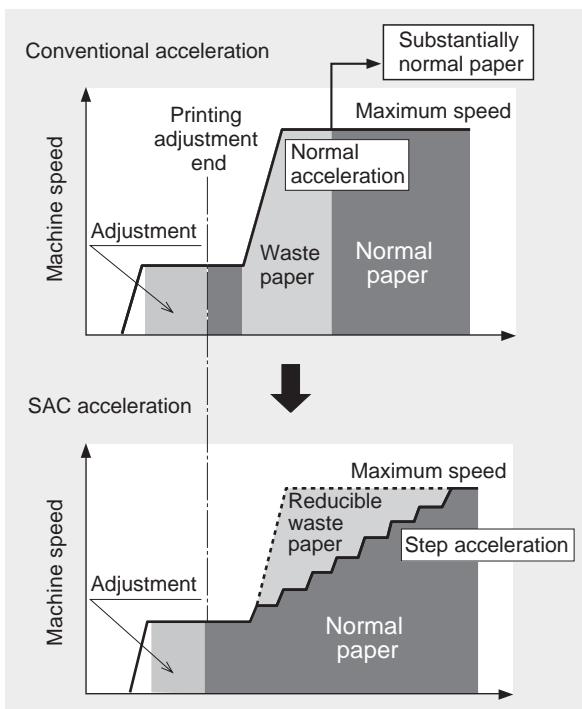 Conventional acceleration
Substantially
normal paper
Printing
adjustment
end
Maximum speed
Normal
acceleration
Machine speed
Adjustment
Waste
paper
Normal
paper
SAC acceleration
Maximum speed
Reducible
waste
paper
Step acceleration
Machine speed
Adjustment
Normal
paper